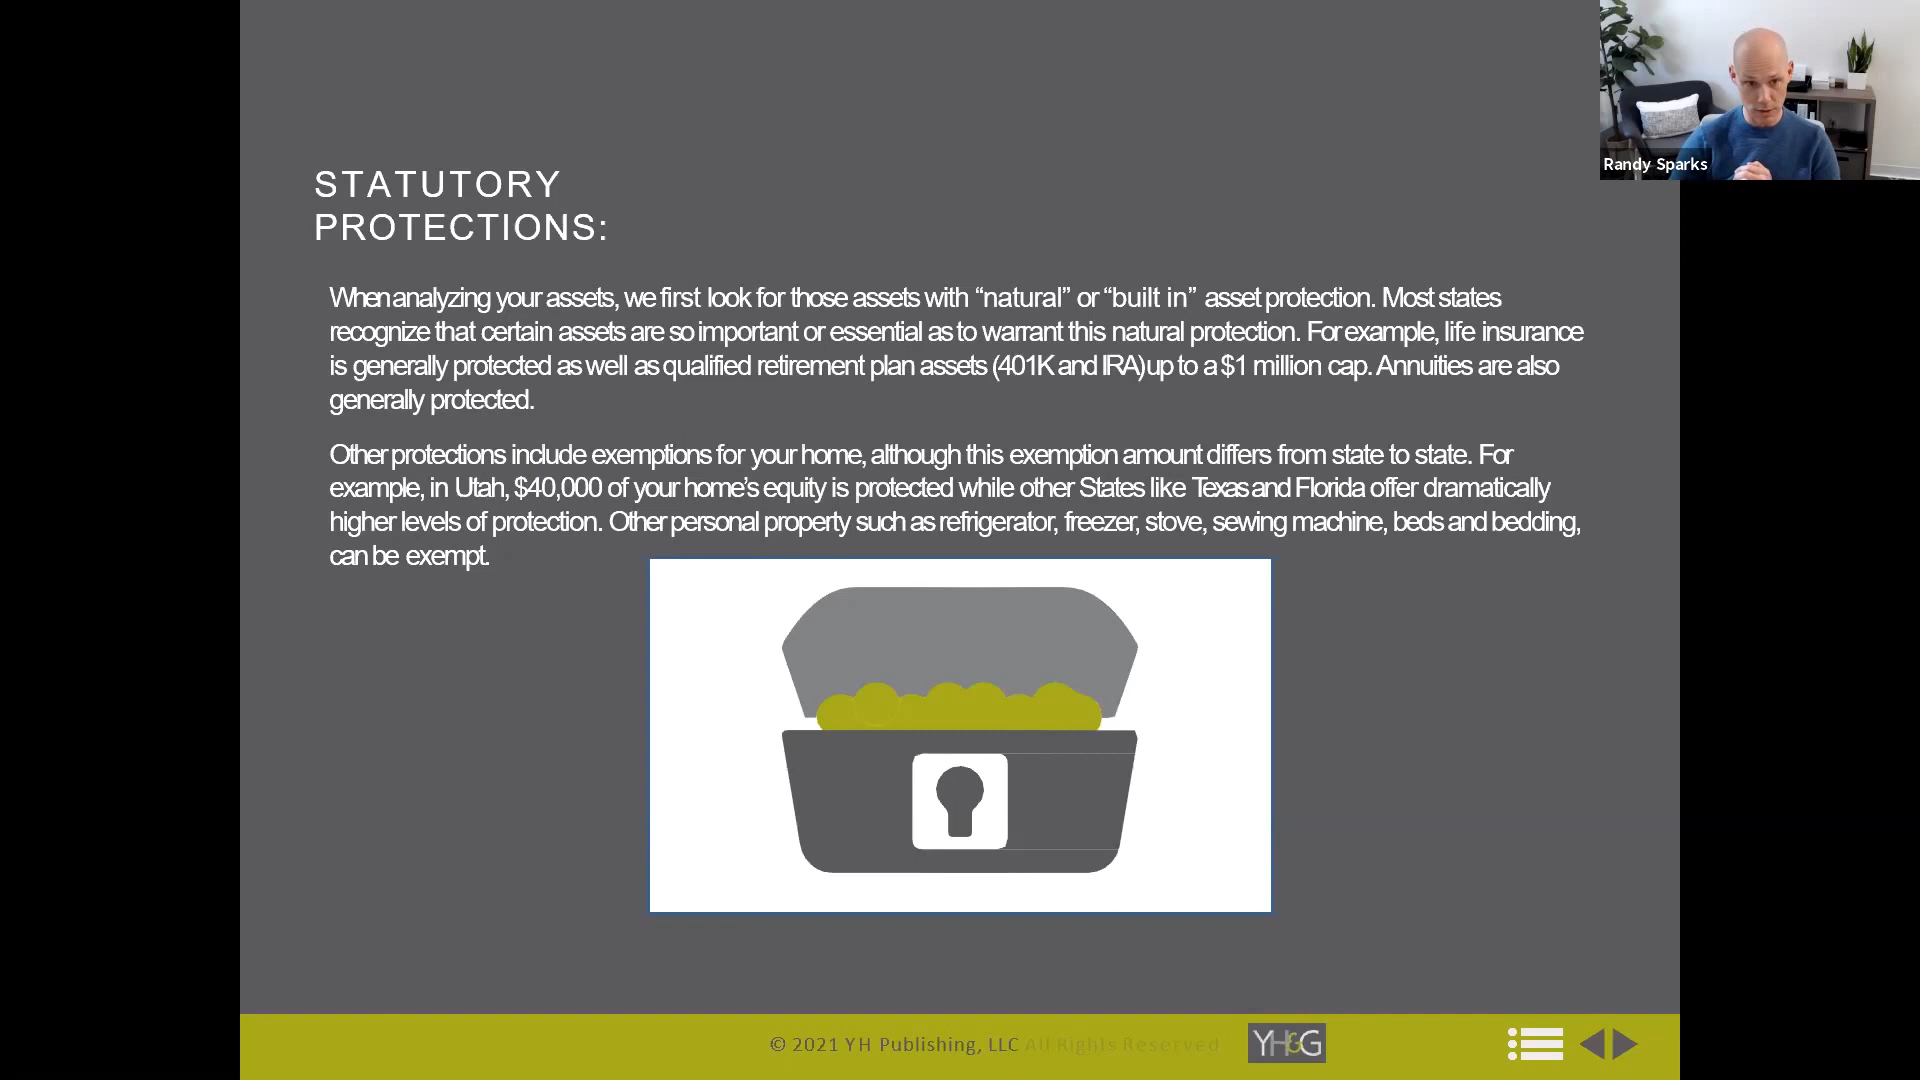 Randy Sparks
STATUTORY
PROTECTIONS:
When analyzing your assets, we first look for those assets with “natural” or “built in” asset protection. Most states
recognize that certain assets are so important or essential as to warrant this natural protection. For example, life insurance
is generally protected as well as qualified retirement plan assets (401K and IRA) up to a $1 million cap. Annuities are also
generally protected.
Other protections include exemptions for your home, although this exemption amount differs from state to state. For
example, in Utah, $40,000 of your home’s equity is protected while other States like Texas and Florida offer dramatically
higher levels of protection. Other personal property such as refrigerator, freezer, stove, sewing machine, beds and bedding,
can be exempt.
© 2021 YH Publishing, LLC All Rights Reserved
YH&G